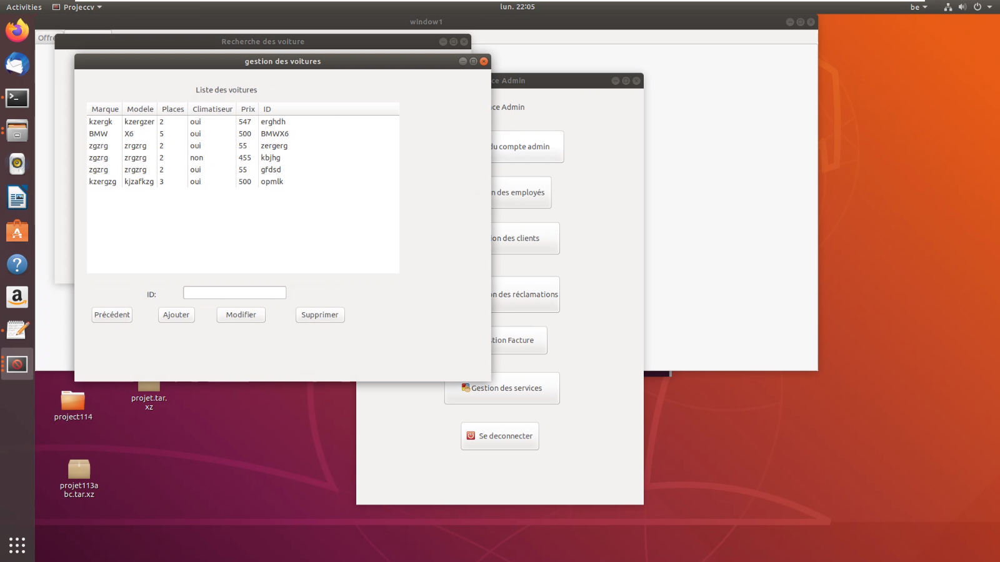 Activities
Projeccv
lun. 22:05
be
window1
Offre
Recherche des voiture
gestion des voitures
ce Admin
Liste des voitures
ce Admin
Marque Modele Places Climatiseur Prix ID
kzergk kzergzer 2 oui 547 erghdh
BMW X6 5 oui 500 BMWX6
zgzrg zrgzrg 2 oui 55 zergerg
zgzrg zrgzrg 2 non 455 kbjhg
zgzrg zrgzrg 2 oui 55 gfdsd
kzergzg kjzafkzg 3 oui 500 opmlk
du compte admin
n des employés
ion des clients
n des réclamations
tion Facture
Gestion des services
Se deconnecter
ID:
Précédent Ajouter Modifier Supprimer
project114
projet.tar.
xz
projet113a
bc.tar.xz